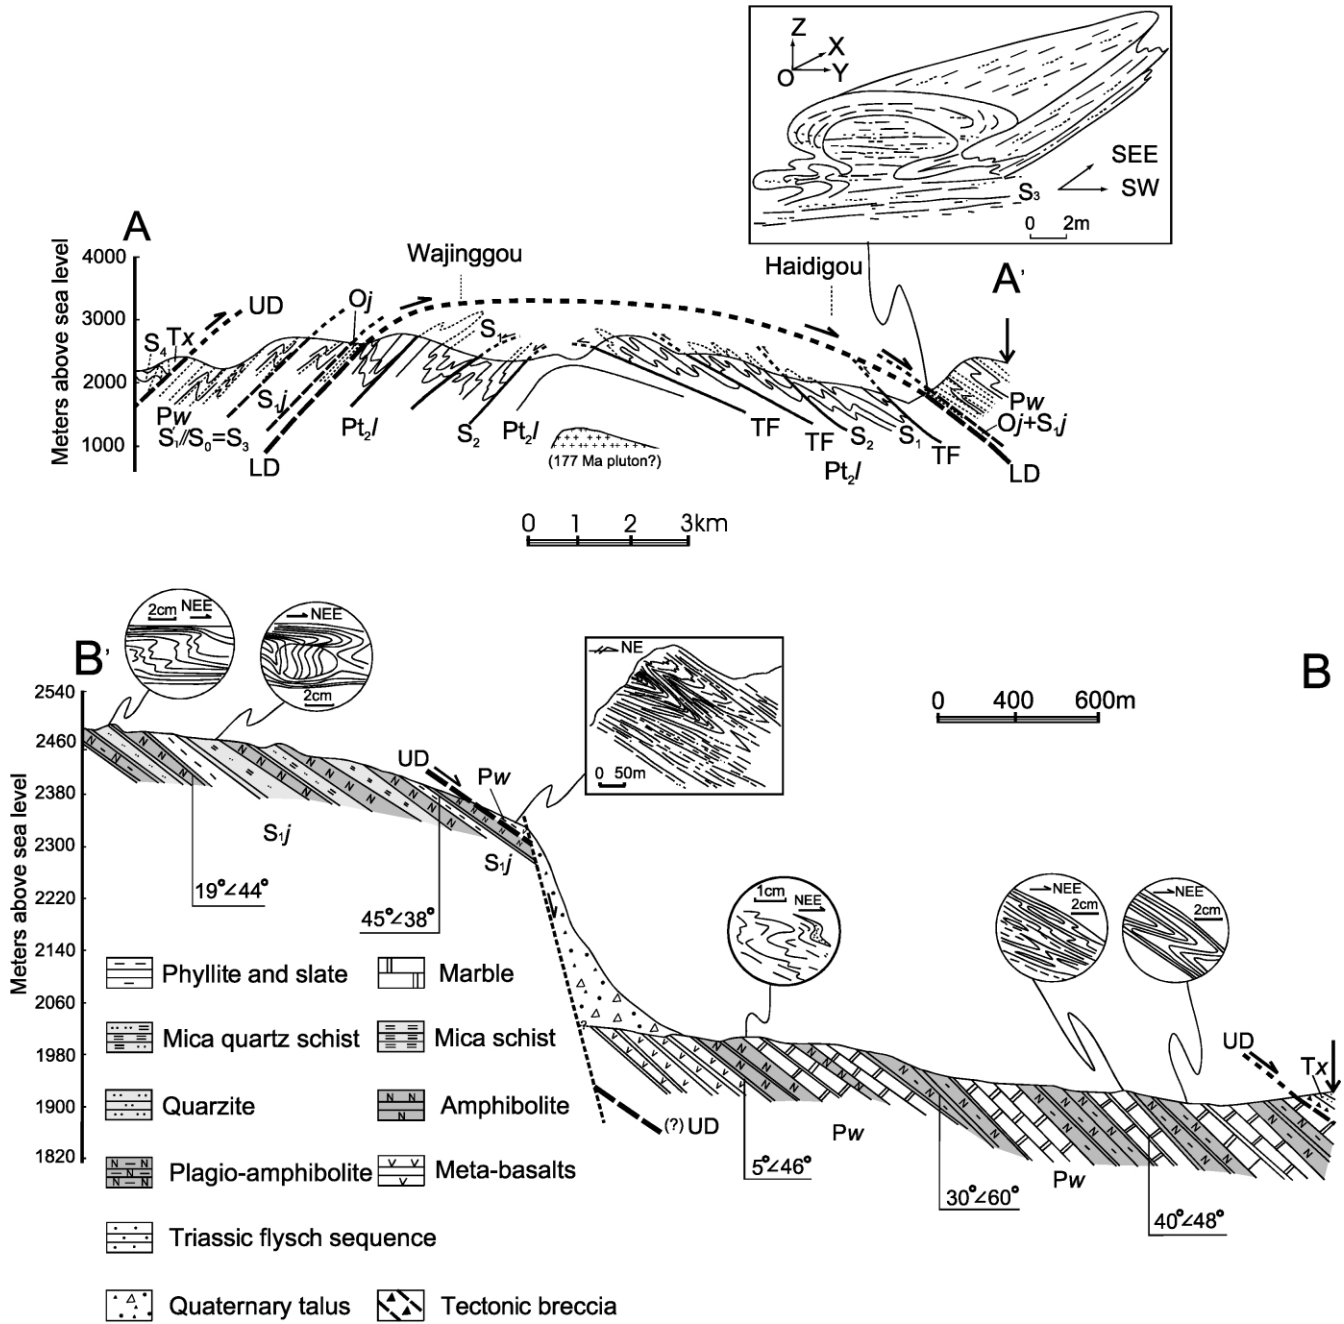 Z
X
O
Y
SEE
SW
S₃
0 2m
A
A'
Meters above sea level
4000
3000
2000
1000
Wajinggou
Haidigou
UD
Oj
S₄
Tx
S₁
Pw
S₁//S₀=S₃
S₁j
LD
Pt₂l
S₂
Pt₂l
(177 Ma pluton?)
TF
TF
S₂
Pt₂l
S₁
TF
Pw
Oj+S₁j
LD
0 1 2 3km
B'
B
2cm NEE
NEE
2cm
NE
0 50m
0 400 600m
Meters above sea level
2540
2460
2380
2300
2220
2140
2060
1980
1900
1820
UD
Pw
S₁j
S₁j
19°∠44°
45°∠38°
1cm
NEE
NEE
2cm
NEE
2cm
UD
Tx
?
(?) UD
Pw
Pw
5°∠46°
30°∠60°
40°∠48°
Phyllite and slate
Marble
Mica quartz schist
Mica schist
Quarzite
Amphibolite
Plagio-amphibolite
Meta-basalts
Triassic flysch sequence
Quaternary talus
Tectonic breccia